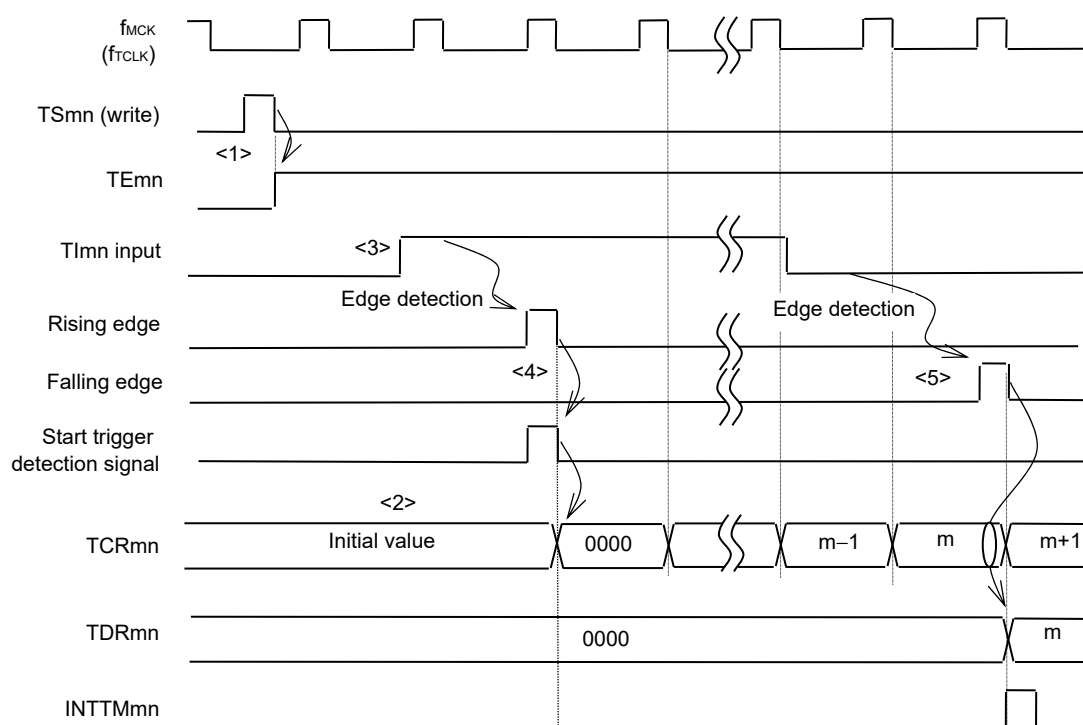 fMCK
(fTCLK)
TSmn (write)
<1>
TEmn
TImn input
<3>
Edge detection
Edge detection
Rising edge
<4>
<5>
Falling edge
Start trigger
detection signal
<2>
TCRmn
Initial value
0000
m−1
m
m+1
TDRmn
0000
m
INTTMmn